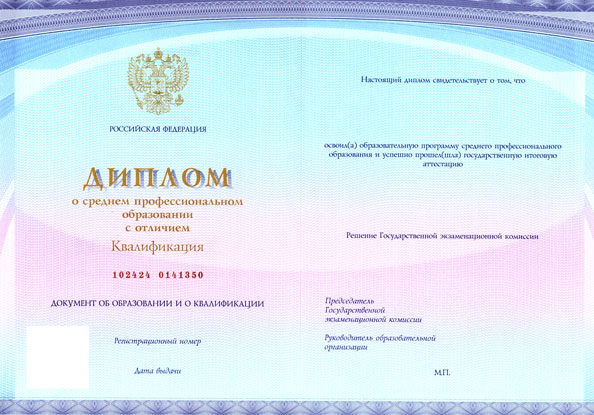 РОССИЙСКАЯ ФЕДЕРАЦИЯ
ДИПЛОМ
о среднем профессиональном
образовании
с отличием
Квалификация
102424 0141350
ДОКУМЕНТ ОБ ОБРАЗОВАНИИ И О КВАЛИФИКАЦИИ
Регистрационный номер
Дата выдачи
Настоящий диплом свидетельствует о том, что
освоил(а) образовательную программу среднего профессионального
образования и успешно прошел(шла) государственную итоговую
аттестацию
Решение Государственной экзаменационной комиссии
Председатель
Государственной
экзаменационной комиссии
Руководитель образовательной
организации
М.П.